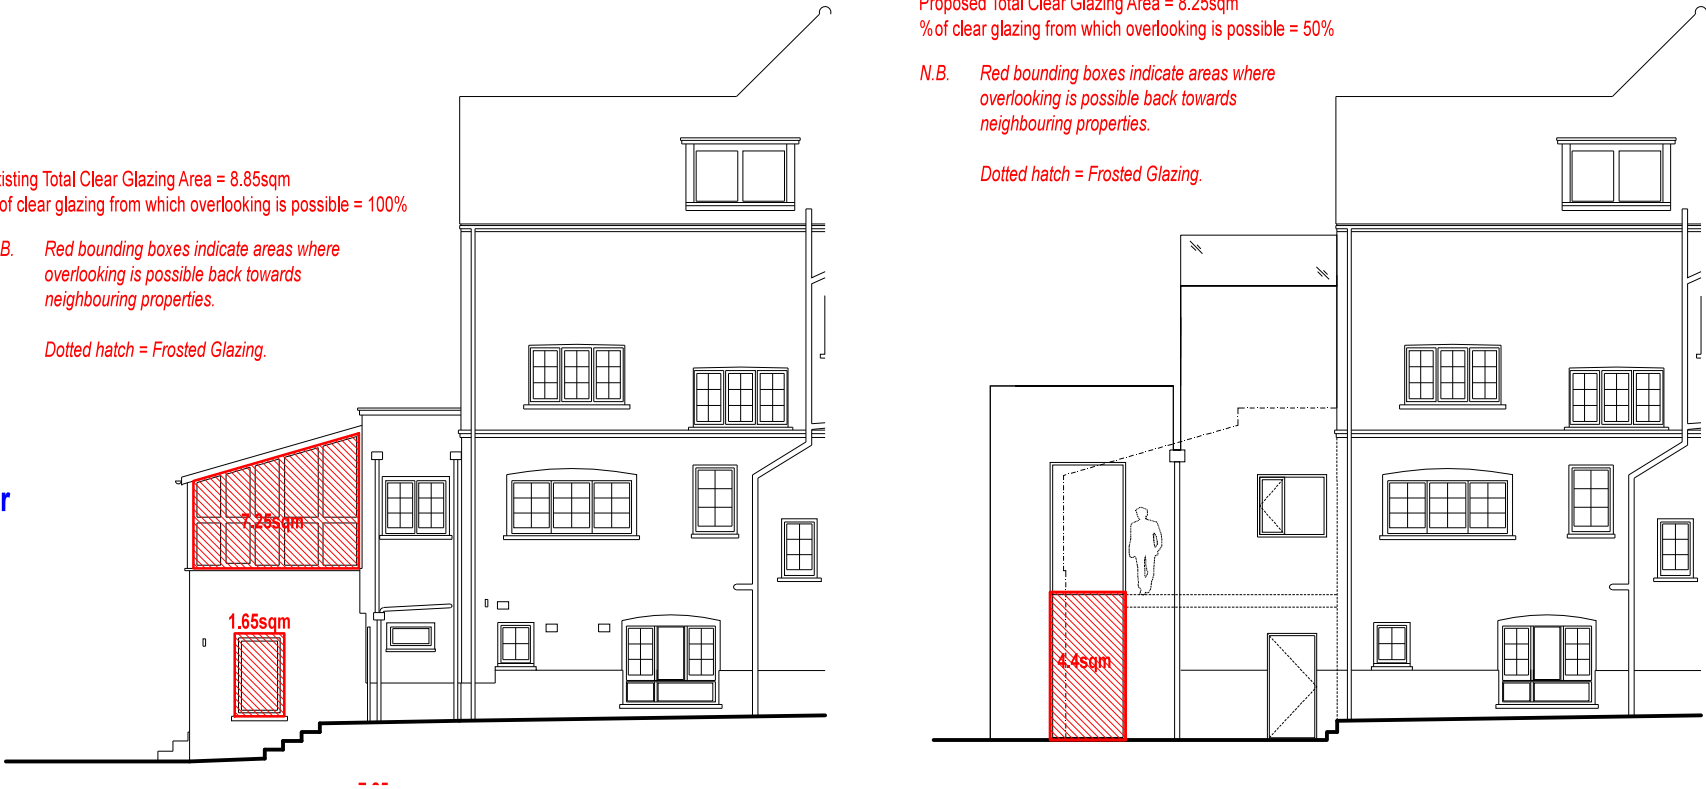 isting Total Clear Glazing Area = 8.85sqm
of clear glazing from which overlooking is possible = 100%
B. Red bounding boxes indicate areas where
overlooking is possible back towards
neighbouring properties.
Dotted hatch = Frosted Glazing.
r
7.25sqm
1.65sqm
Proposed Total Clear Glazing Area = 8.25sqm
% of clear glazing from which overlooking is possible = 50%
N.B. Red bounding boxes indicate areas where
overlooking is possible back towards
neighbouring properties.
Dotted hatch = Frosted Glazing.
4.4sqm